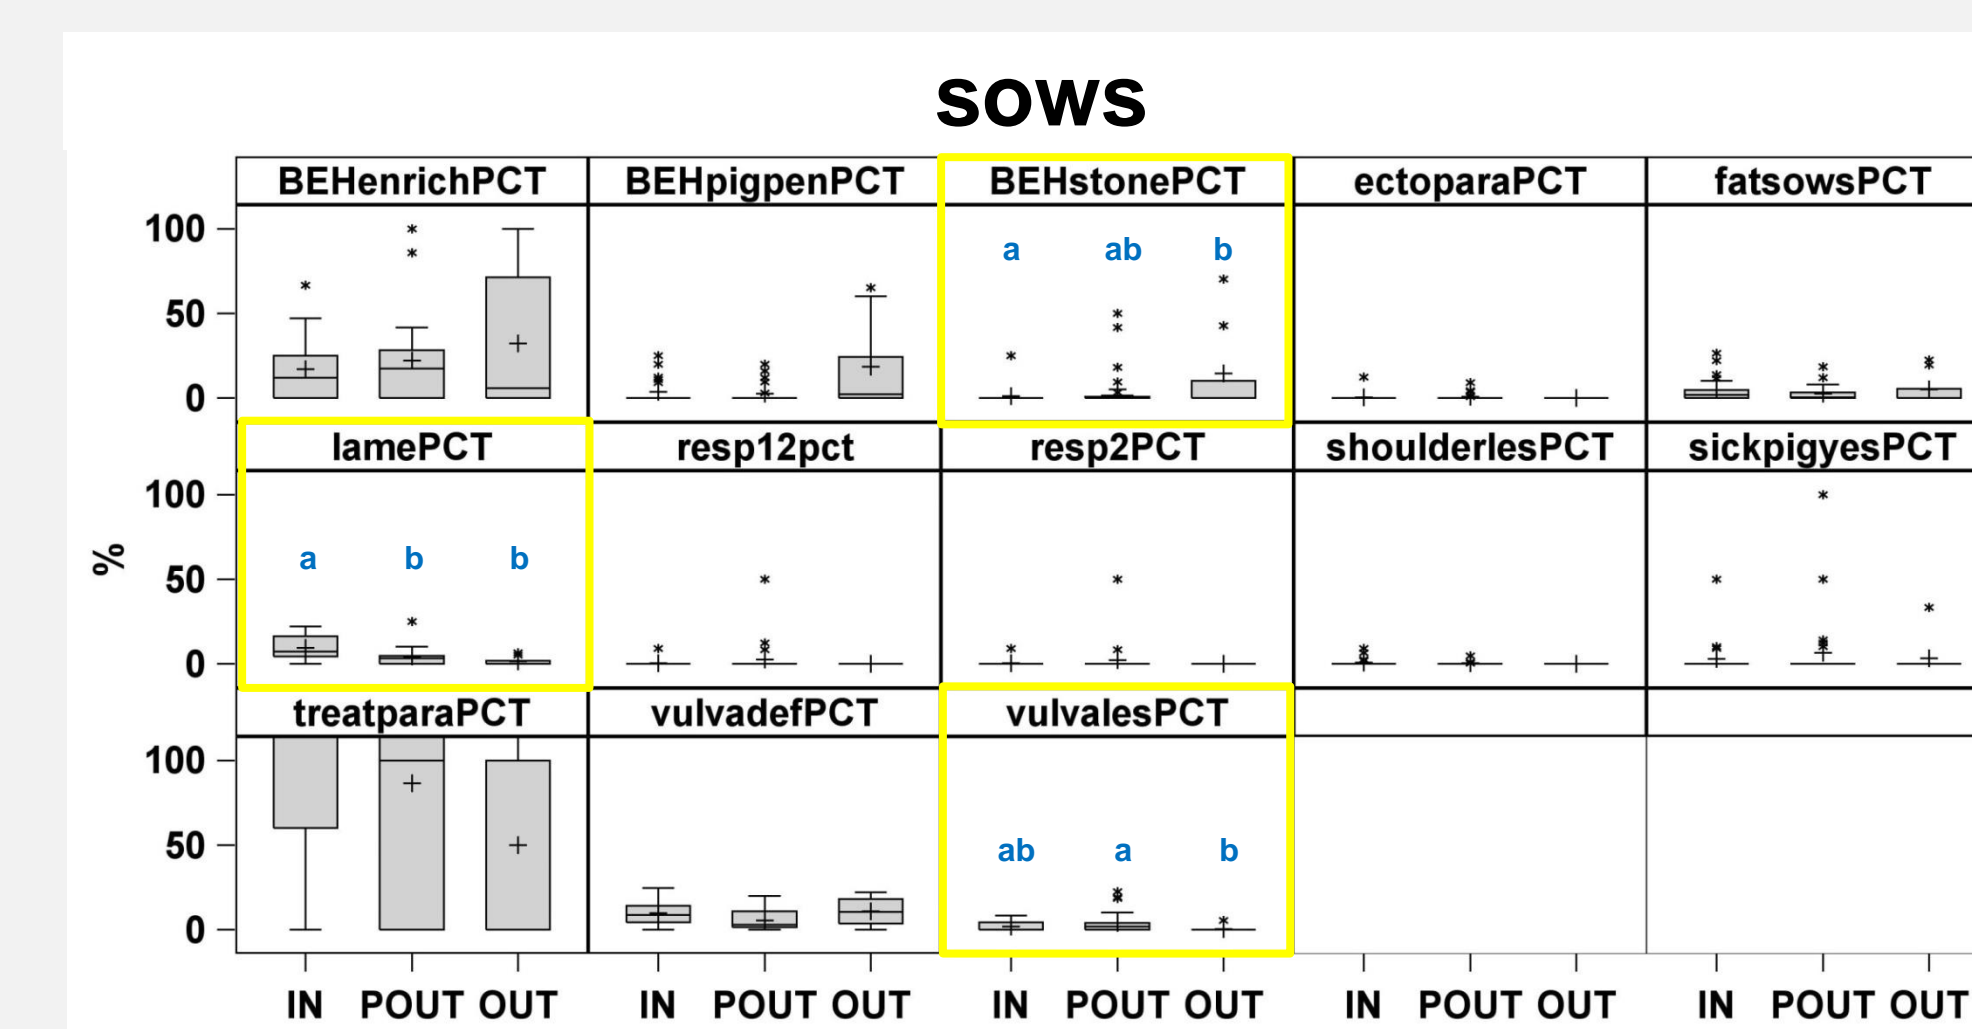 sows
BEHenrichPCT BEHpigpenPCT BEHstonePCT ectoparaPCT fatsowsPCT
100
a ab b
50
0
lamePCT resp12pct resp2PCT shoulderlesPCT sickpigyesPCT
100
%
a b b
50
0
treatparaPCT vulvadefPCT vulvalesPCT
100
ab a b
50
0
IN POUT OUT IN POUT OUT IN POUT OUT IN POUT OUT IN POUT OUT